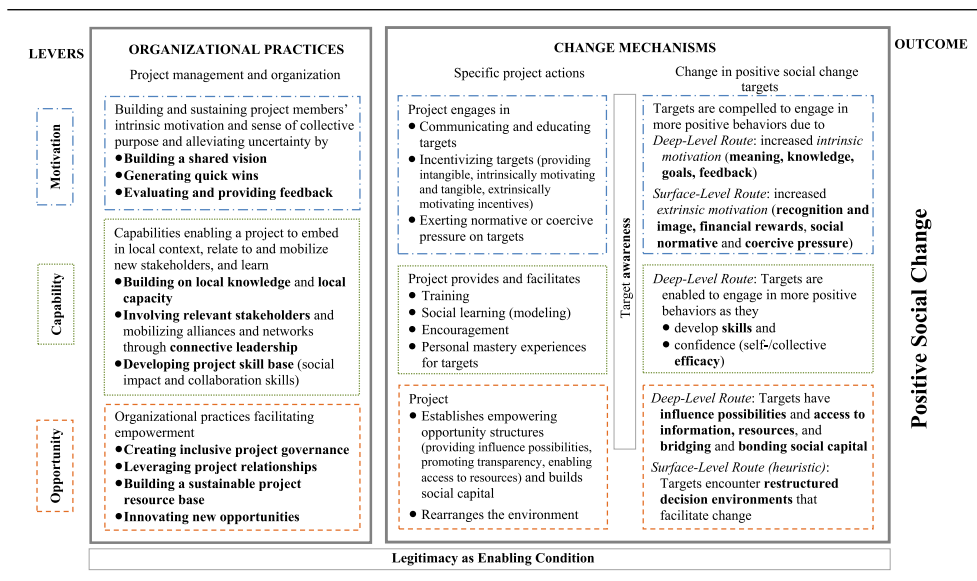 LEVERS
ORGANIZATIONAL PRACTICES
Project management and organization
CHANGE MECHANISMS
Specific project actions
Change in positive social change
targets
OUTCOME
Motivation
Building and sustaining project members’
intrinsic motivation and sense of collective
purpose and alleviating uncertainty by
●Building a shared vision
●Generating quick wins
●Evaluating and providing feedback
Project engages in
● Communicating and educating
targets
● Incentivizing targets (providing
intangible, intrinsically motivating
and tangible, extrinsically
motivating incentives)
● Exerting normative or coercive
pressure on targets
Targets are compelled to engage in
more positive behaviors due to
Deep-Level Route: increased intrinsic
motivation (meaning, knowledge,
goals, feedback)
Surface-Level Route: increased
extrinsic motivation (recognition and
image, financial rewards, social
normative and coercive pressure)
Capability
Capabilities enabling a project to embed
in local context, relate to and mobilize
new stakeholders, and learn
●Building on local knowledge and local
capacity
●Involving relevant stakeholders and
mobilizing alliances and networks
through connective leadership
●Developing project skill base (social
impact and collaboration skills)
Project provides and facilitates
● Training
● Social learning (modeling)
● Encouragement
● Personal mastery experiences
for targets
Target awareness
Deep-Level Route: Targets are
enabled to engage in more positive
behaviors as they
● develop skills and
● confidence (self-/collective
efficacy)
Opportunity
Organizational practices facilitating
empowerment
●Creating inclusive project governance
●Leveraging project relationships
●Building a sustainable project
resource base
●Innovating new opportunities
Project
● Establishes empowering
opportunity structures
(providing influence possibilities,
promoting transparency, enabling
access to resources) and builds
social capital
● Rearranges the environment
Deep-Level Route: Targets have
influence possibilities and access to
information, resources, and
bridging and bonding social capital
Surface-Level Route (heuristic):
Targets encounter restructured
decision environments that
facilitate change
Positive Social Change
Legitimacy as Enabling Condition